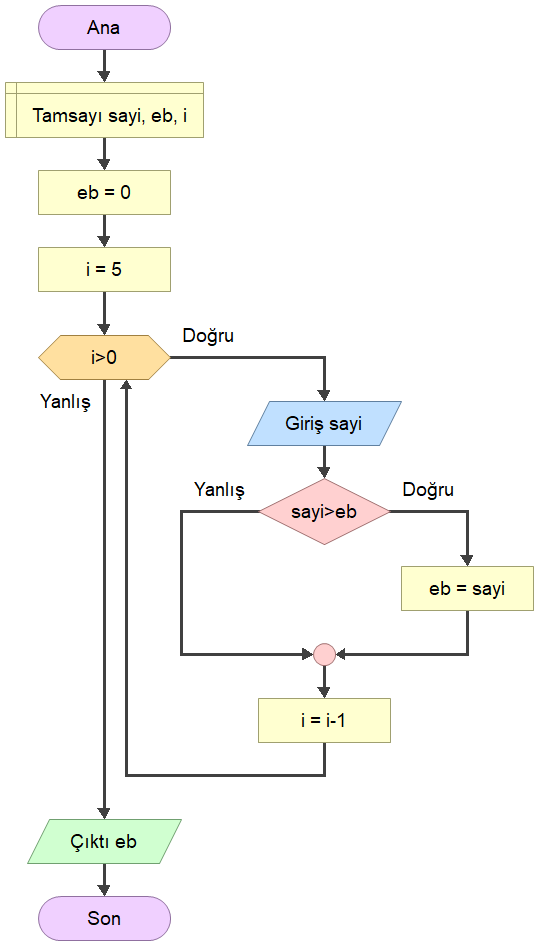 Ana
Tamsayı sayi, eb, i
eb = 0
i = 5
i>0
Doğru
Yanlış
Giriş sayi
sayi>eb
Yanlış
Doğru
eb = sayi
i = i-1
Çıktı eb
Son